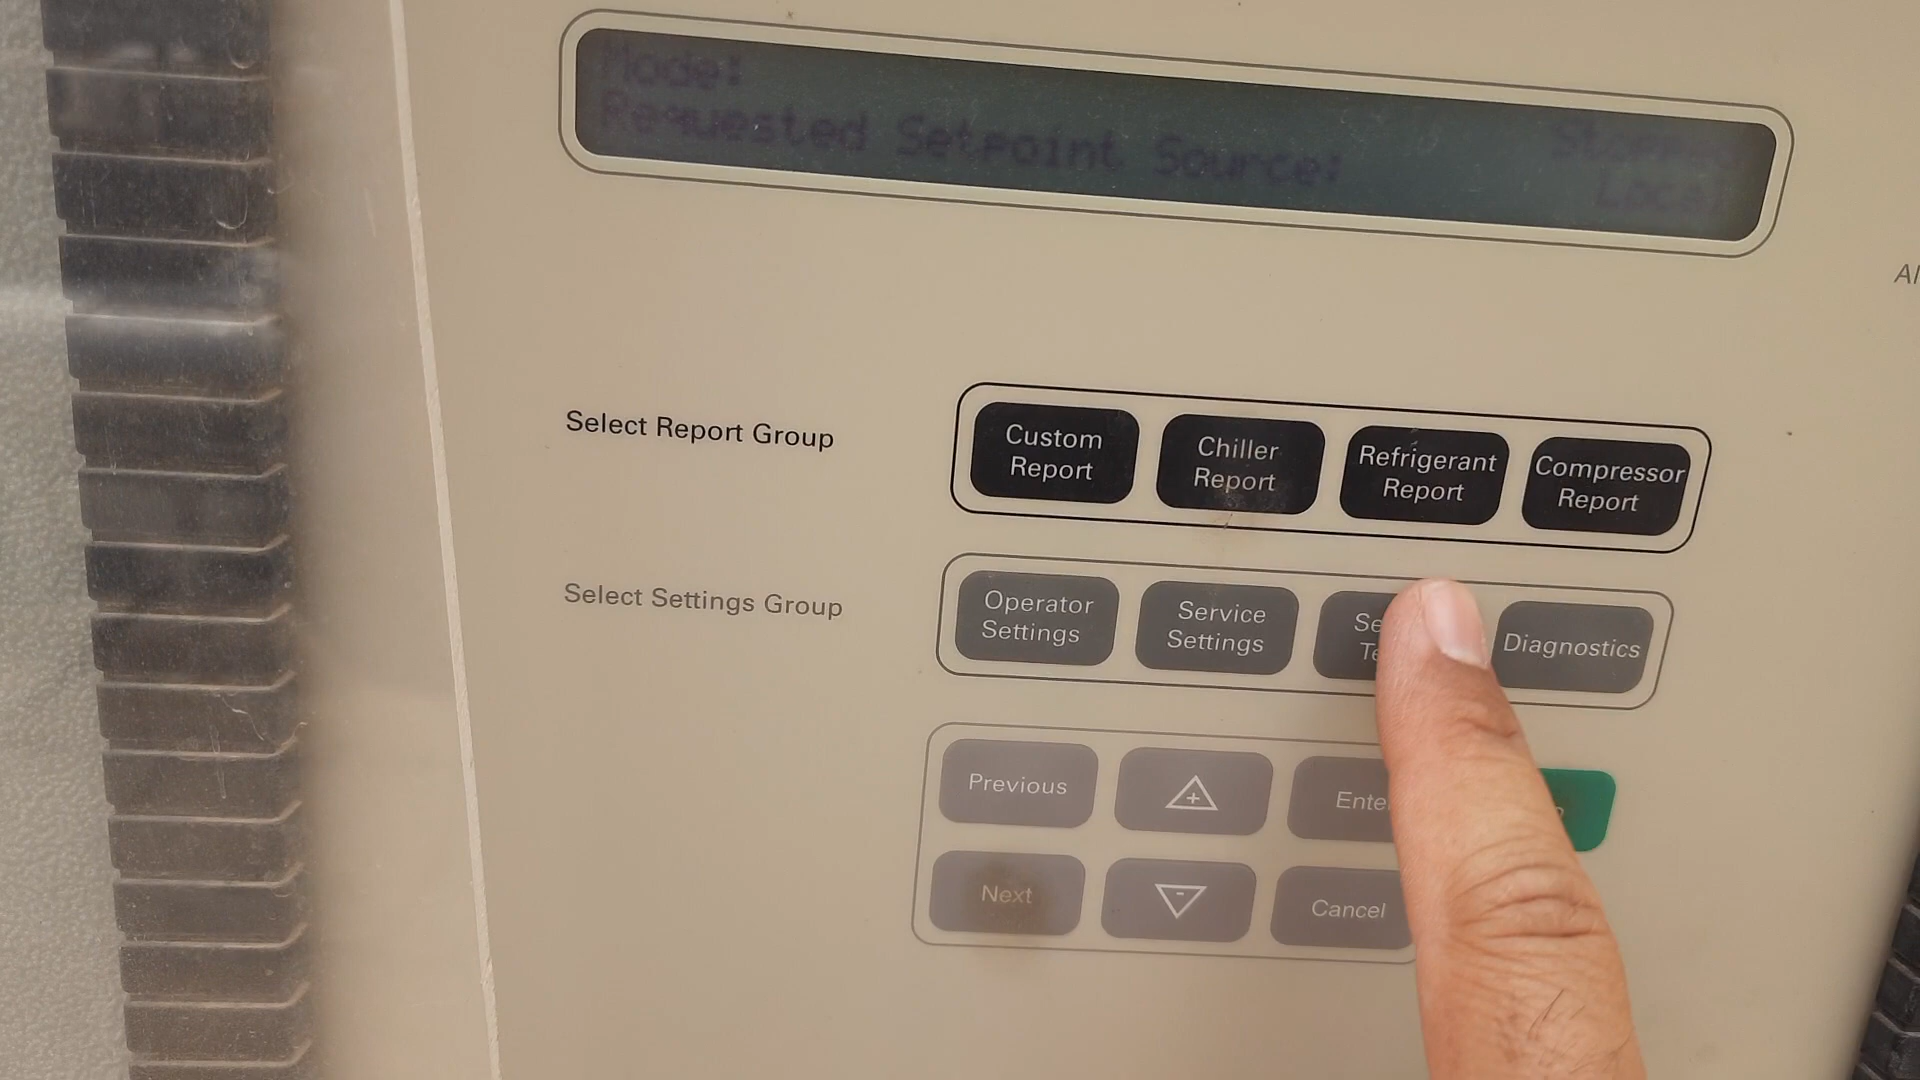 Mode:
Requested Setpoint Source:
Local
Select Report Group
Custom
Report
Chiller
Report
Refrigerant
Report
Compressor
Report
Select Settings Group
Operator
Settings
Service
Settings
Diagnostics
Previous
+
Next
-
Cancel